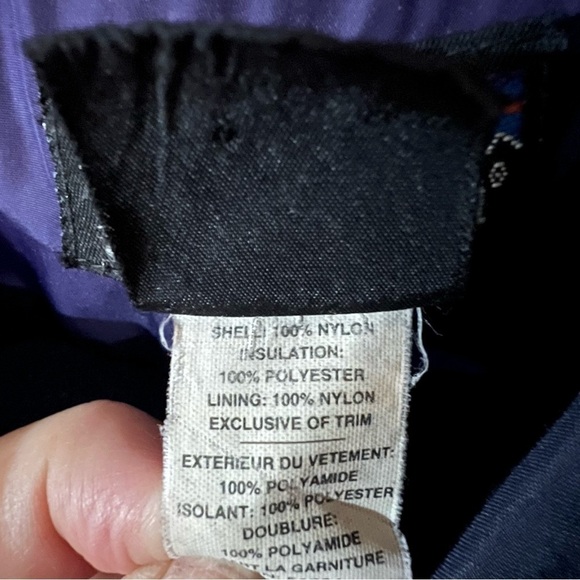 SHELL 100% NYLON
INSULATION:
100% POLYESTER
LINING: 100% NYLON
EXCLUSIVE OF TRIM
EXTERIEUR DU VETEMENT-
100% POLYAMIDE
ISOLANT: 100% POLYESTER
DOUBLURE:
100% POLYAMIDE
LA GARNITURE